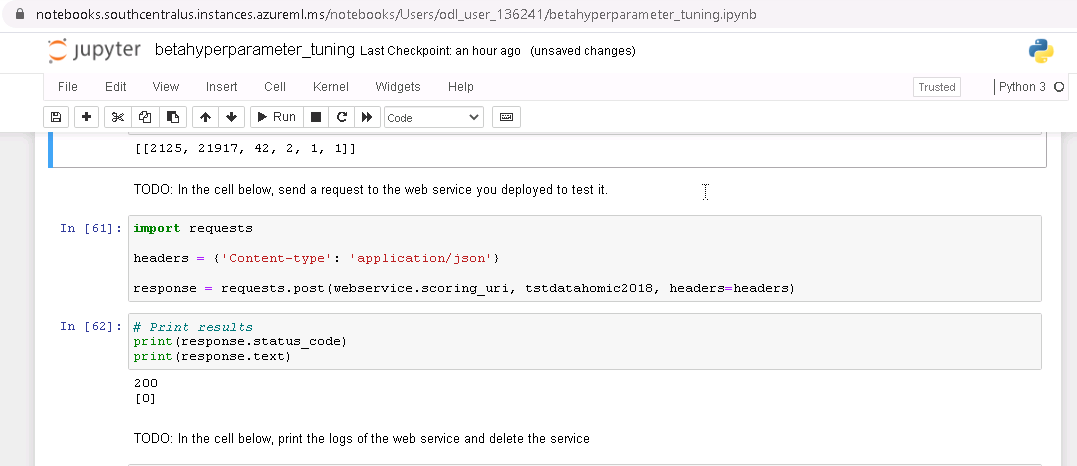 notebooks.southcentralus.instances.azureml.ms/notebooks/Users/odl_user_136241/betahyperparameter_tuning.ipynb
jupyter betahyperparameter_tuning Last Checkpoint: an hour ago (unsaved changes)
File Edit View Insert Cell Kernel Widgets Help Trusted Python 3
Run Code
[[2125, 21917, 42, 2, 1, 1]]
TODO: In the cell below, send a request to the web service you deployed to test it.
In [61]: import requests
headers = {'Content-type': 'application/json'}
response = requests.post(webservice.scoring_uri, tstdatahomic2018, headers=headers)
In [62]: # Print results
print(response.status_code)
print(response.text)
200
[0]
TODO: In the cell below, print the logs of the web service and delete the service